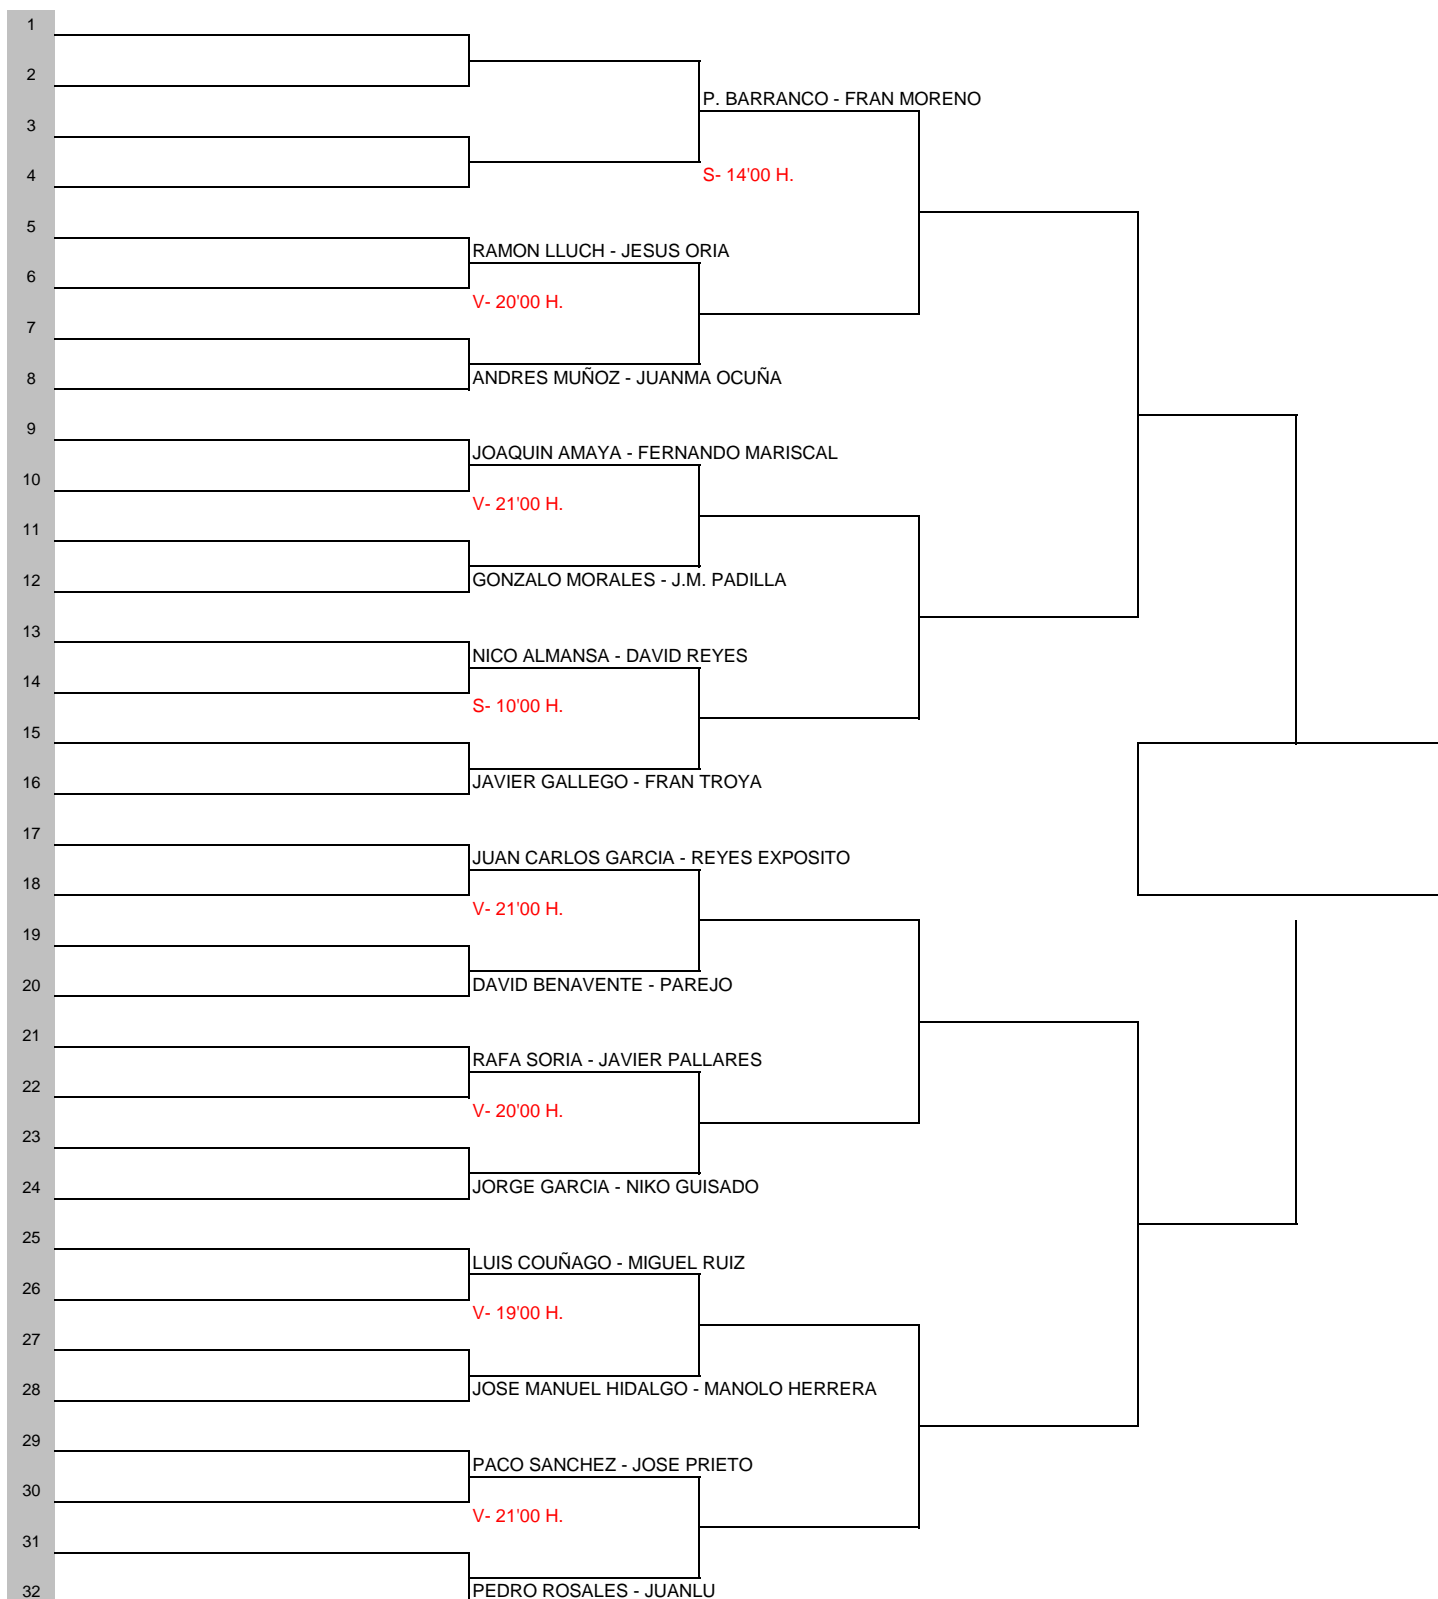 1
2
P. BARRANCO - FRAN MORENO
3
4
S- 14'00 H.
5
RAMON LLUCH - JESUS ORIA
6
V- 20'00 H.
7
8
ANDRES MUÑOZ - JUANMA OCUÑA
9
JOAQUIN AMAYA - FERNANDO MARISCAL
10
V- 21'00 H.
11
12
GONZALO MORALES - J.M. PADILLA
13
NICO ALMANSA - DAVID REYES
14
S- 10'00 H.
15
16
JAVIER GALLEGO - FRAN TROYA
17
JUAN CARLOS GARCIA - REYES EXPOSITO
18
V- 21'00 H.
19
20
DAVID BENAVENTE - PAREJO
21
RAFA SORIA - JAVIER PALLARES
22
V- 20'00 H.
23
24
JORGE GARCIA - NIKO GUISADO
25
LUIS COUÑAGO - MIGUEL RUIZ
26
V- 19'00 H.
27
28
JOSE MANUEL HIDALGO - MANOLO HERRERA
29
PACO SANCHEZ - JOSE PRIETO
30
V- 21'00 H.
31
32
PEDRO ROSALES - JUANLU